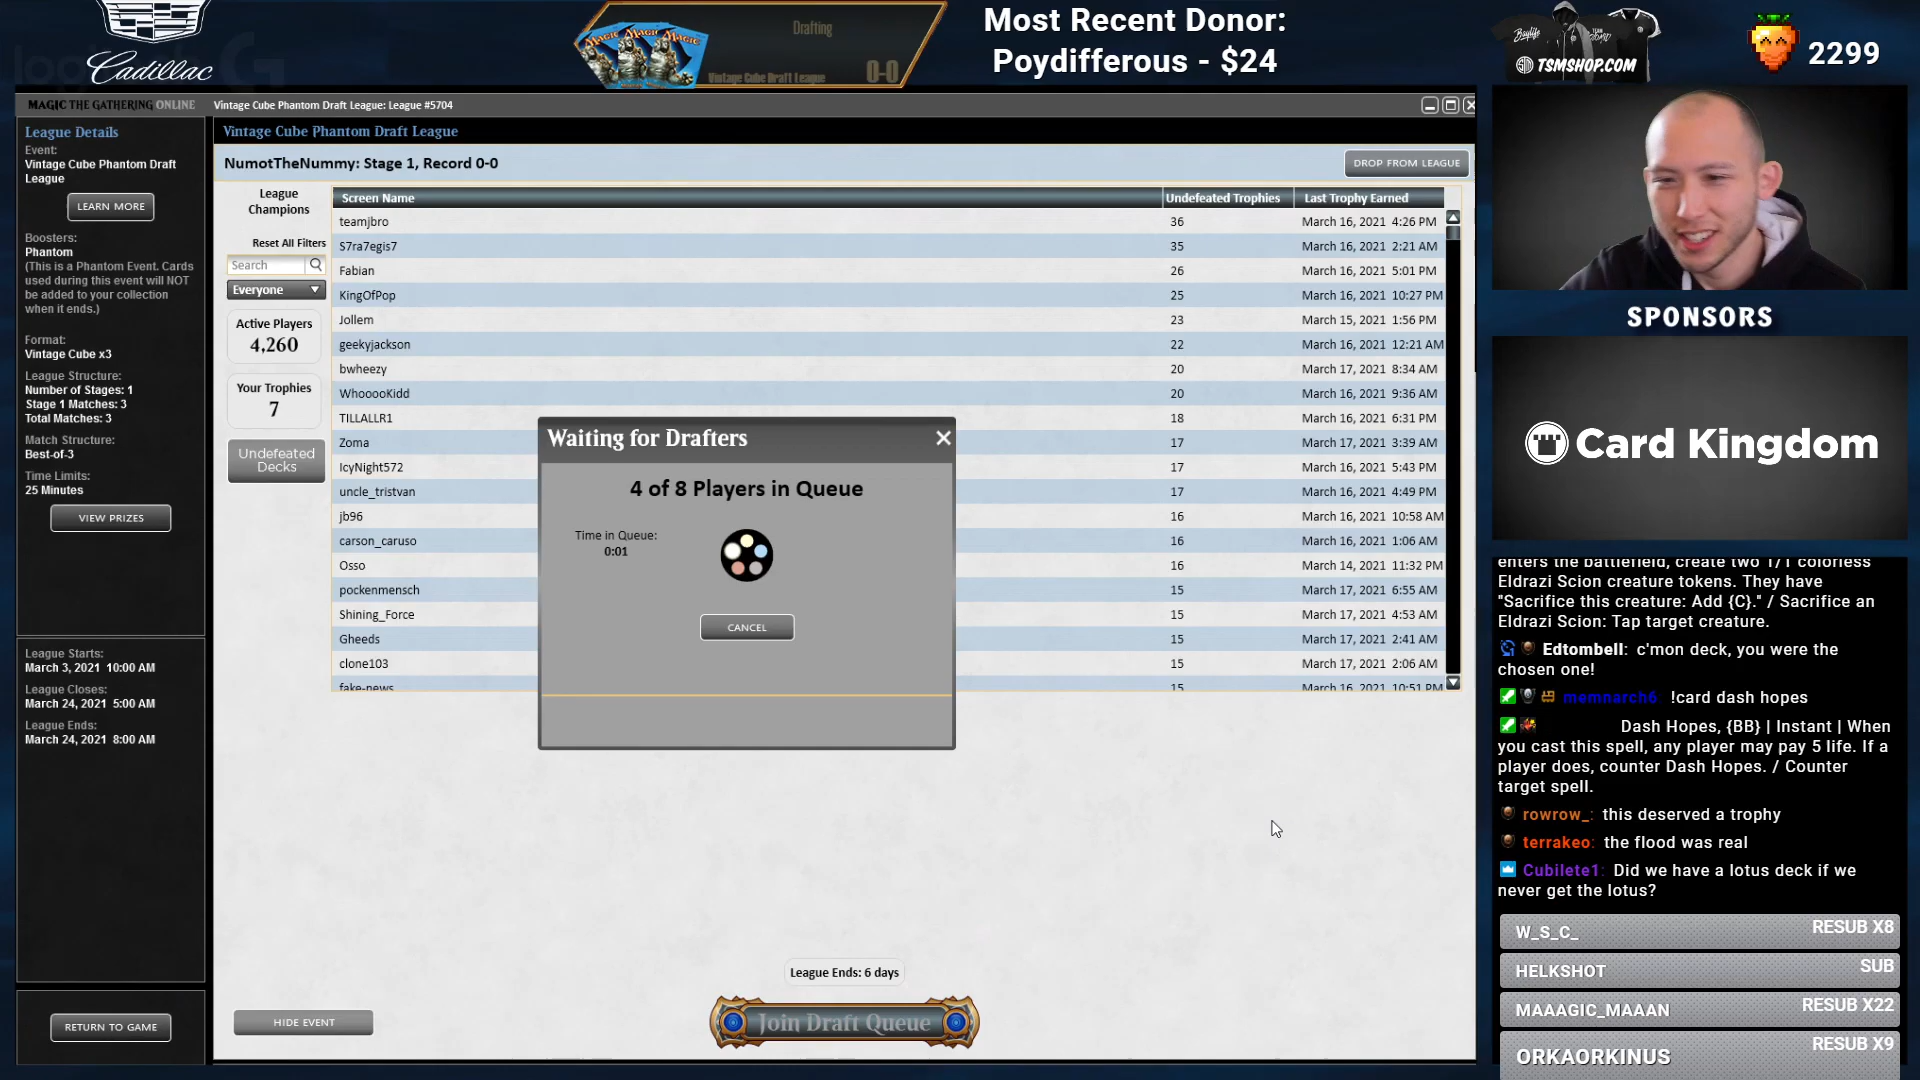 Cadillac
MAGIC MAGIC MAGIC
Drafting
Vintage Cube Draft League
0-0
Most Recent Donor:
Poydifferous - $24
TSMSHOP.COM
2299
MAGIC THE GATHERING ONLINE
Vintage Cube Phantom Draft League: League #5704
League Details
Event:
Vintage Cube Phantom Draft
League
LEARN MORE
Boosters:
Phantom
(This is a Phantom Event. Cards
used during this event will NOT
be added to your collection
when it ends.)
Format:
Vintage Cube x3
League Structure:
Number of Stages: 1
Stage 1 Matches: 3
Total Matches: 3
Match Structure:
Best-of-3
Time Limits:
25 Minutes
VIEW PRIZES
League Starts:
March 3, 2021 10:00 AM
League Closes:
March 24, 2021 5:00 AM
League Ends:
March 24, 2021 8:00 AM
RETURN TO GAME
Vintage Cube Phantom Draft League
NumotTheNummy: Stage 1, Record 0-0
DROP FROM LEAGUE
League
Champions
Reset All Filters
Search
Everyone
Active Players
4,260
Your Trophies
7
Undefeated
Decks
Screen Name Undefeated Trophies Last Trophy Earned
teamjbro 36 March 16, 2021 4:26 PM
S7ra7egis7 35 March 16, 2021 2:21 AM
Fabian 26 March 16, 2021 5:01 PM
KingOfPop 25 March 16, 2021 10:27 PM
Jollem 23 March 15, 2021 1:56 PM
geekyjackson 22 March 16, 2021 12:21 AM
bwheezy 20 March 17, 2021 8:34 AM
WhooooKidd 20 March 16, 2021 9:36 AM
TILLALLR1 18 March 16, 2021 6:31 PM
Zoma 17 March 17, 2021 3:39 AM
IcyNight572 17 March 16, 2021 5:43 PM
uncle_tristvan 17 March 16, 2021 4:49 PM
jb96 16 March 16, 2021 10:58 AM
carson_caruso 16 March 16, 2021 1:06 AM
Osso 16 March 14, 2021 11:32 PM
pockenmensch 15 March 17, 2021 6:55 AM
Shining_Force 15 March 17, 2021 4:53 AM
Gheeds 15 March 17, 2021 2:41 AM
clone103 15 March 17, 2021 2:06 AM
fake-news 15 March 16, 2021 10:51 PM
Waiting for Drafters
4 of 8 Players in Queue
Time in Queue:
0:01
CANCEL
League Ends: 6 days
HIDE EVENT
Join Draft Queue
SPONSORS
Card Kingdom
enters the battlefield, create two 1/1 colorless
Eldrazi Scion creature tokens. They have
"Sacrifice this creature: Add {C}." / Sacrifice an
Eldrazi Scion: Tap target creature.
Edtombell: c'mon deck, you were the
chosen one!
memnarch6: !card dash hopes
Dash Hopes, {BB} | Instant | When
you cast this spell, any player may pay 5 life. If a
player does, counter Dash Hopes. / Counter
target spell.
rowrow_: this deserved a trophy
terrakeo: the flood was real
Cubilete1: Did we have a lotus deck if we
never get the lotus?
W_S_C_ RESUB X8
HELKSHOT SUB
MAAAGIC_MAAAN RESUB X22
ORKAORKINUS RESUB X9